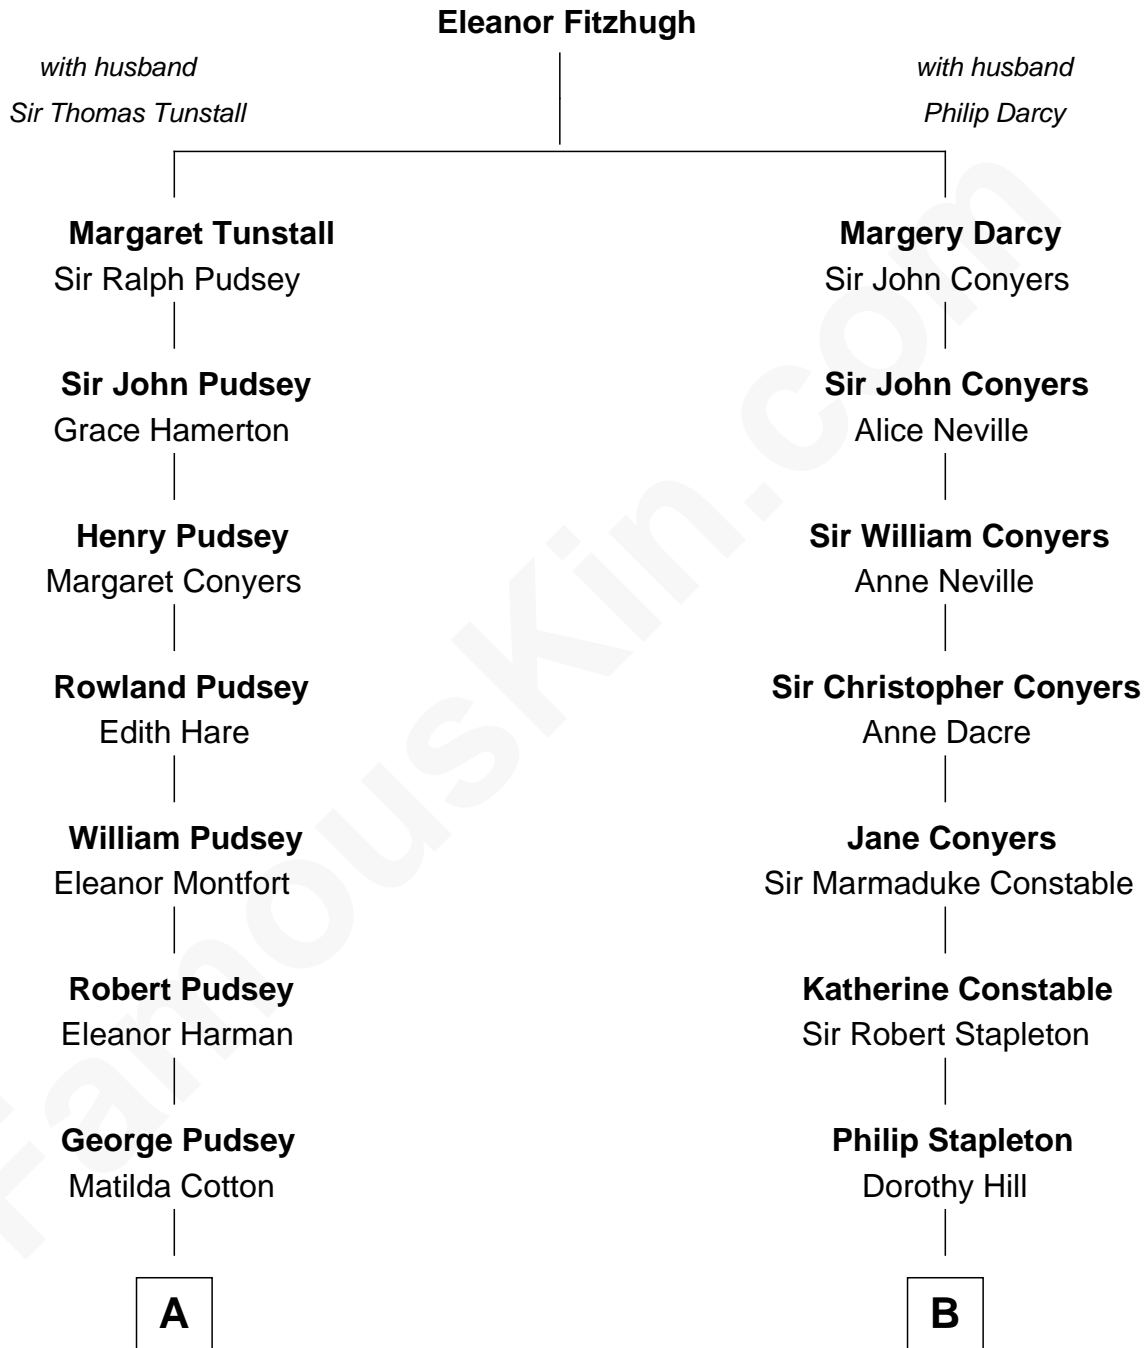 Eleanor Fitzhugh
with husband
Sir Thomas Tunstall
with husband
Philip Darcy
Margaret Tunstall
Sir Ralph Pudsey
Margery Darcy
Sir John Conyers
Sir John Pudsey
Grace Hamerton
Sir John Conyers
Alice Neville
Henry Pudsey
Margaret Conyers
Sir William Conyers
Anne Neville
Rowland Pudsey
Edith Hare
Sir Christopher Conyers
Anne Dacre
William Pudsey
Eleanor Montfort
Jane Conyers
Sir Marmaduke Constable
Robert Pudsey
Eleanor Harman
Katherine Constable
Sir Robert Stapleton
George Pudsey
Matilda Cotton
Philip Stapleton
Dorothy Hill
A
B
FamousKin.com